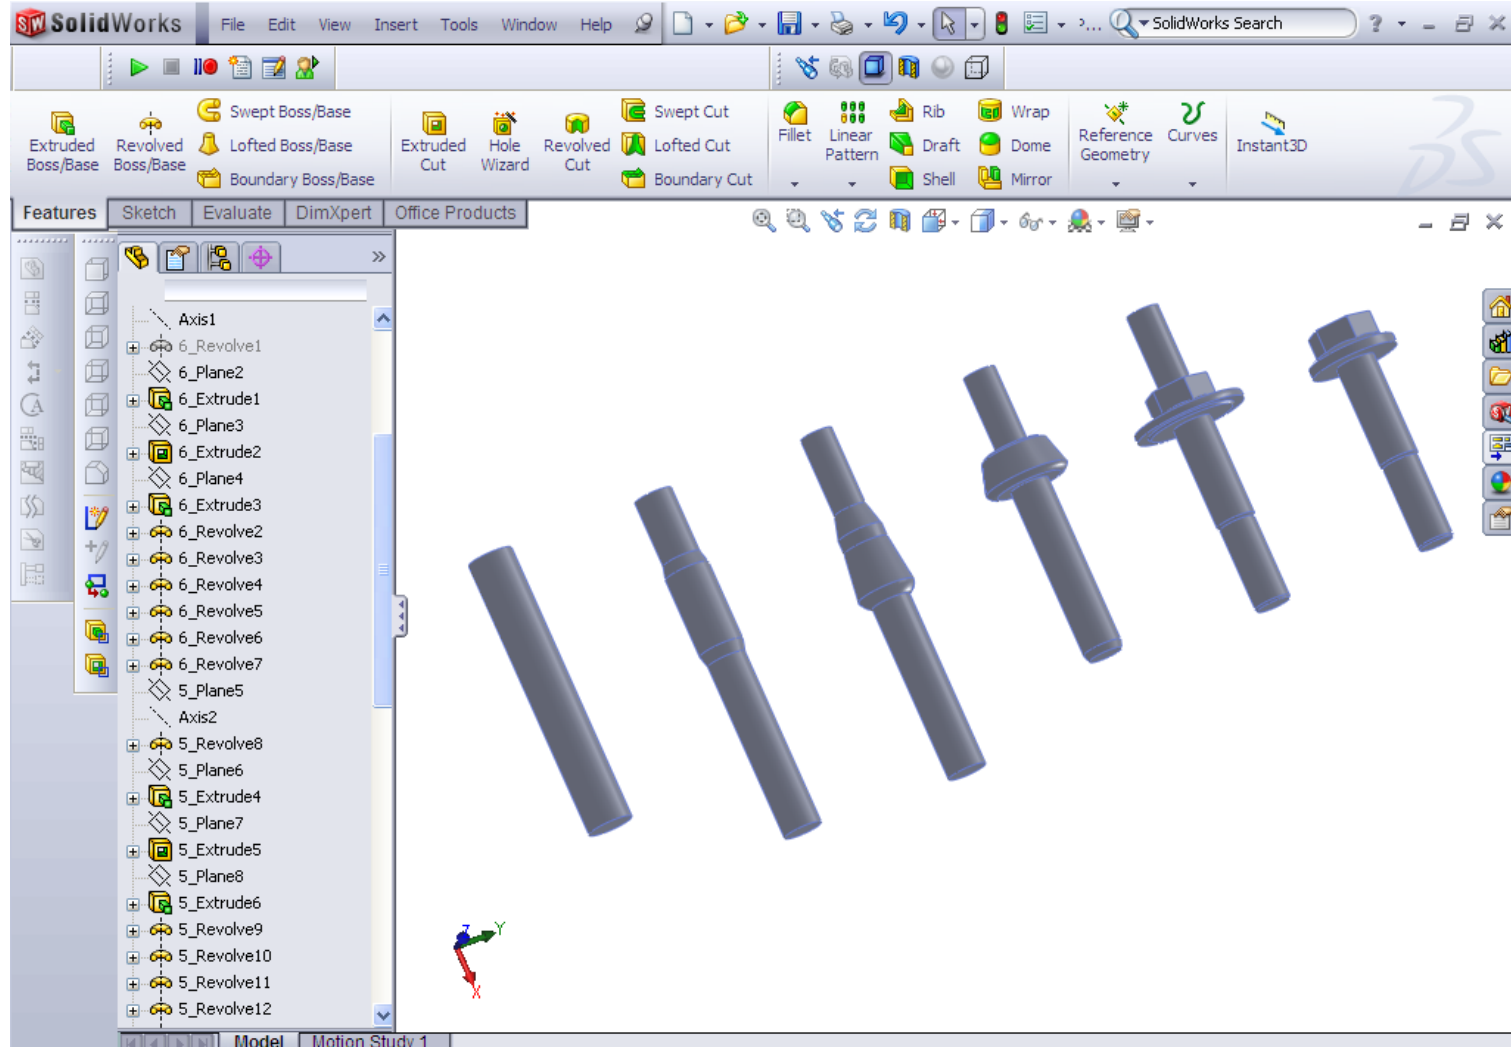 SolidWorks File Edit View Insert Tools Window Help SolidWorks Search
Extruded Boss/Base
Revolved Boss/Base
Swept Boss/Base
Lofted Boss/Base
Boundary Boss/Base
Extruded Cut
Hole Wizard
Revolved Cut
Swept Cut
Lofted Cut
Boundary Cut
Fillet
Linear Pattern
Rib
Draft
Shell
Wrap
Dome
Mirror
Reference Geometry
Curves
Instant3D
Features Sketch Evaluate DimXpert Office Products
Axis1
6_Revolve1
6_Plane2
6_Extrude1
6_Plane3
6_Extrude2
6_Plane4
6_Extrude3
6_Revolve2
6_Revolve3
6_Revolve4
6_Revolve5
6_Revolve6
6_Revolve7
5_Plane5
Axis2
5_Revolve8
5_Plane6
5_Extrude4
5_Plane7
5_Extrude5
5_Plane8
5_Extrude6
5_Revolve9
5_Revolve10
5_Revolve11
5_Revolve12
Z
Y
X
Model Motion Study 1